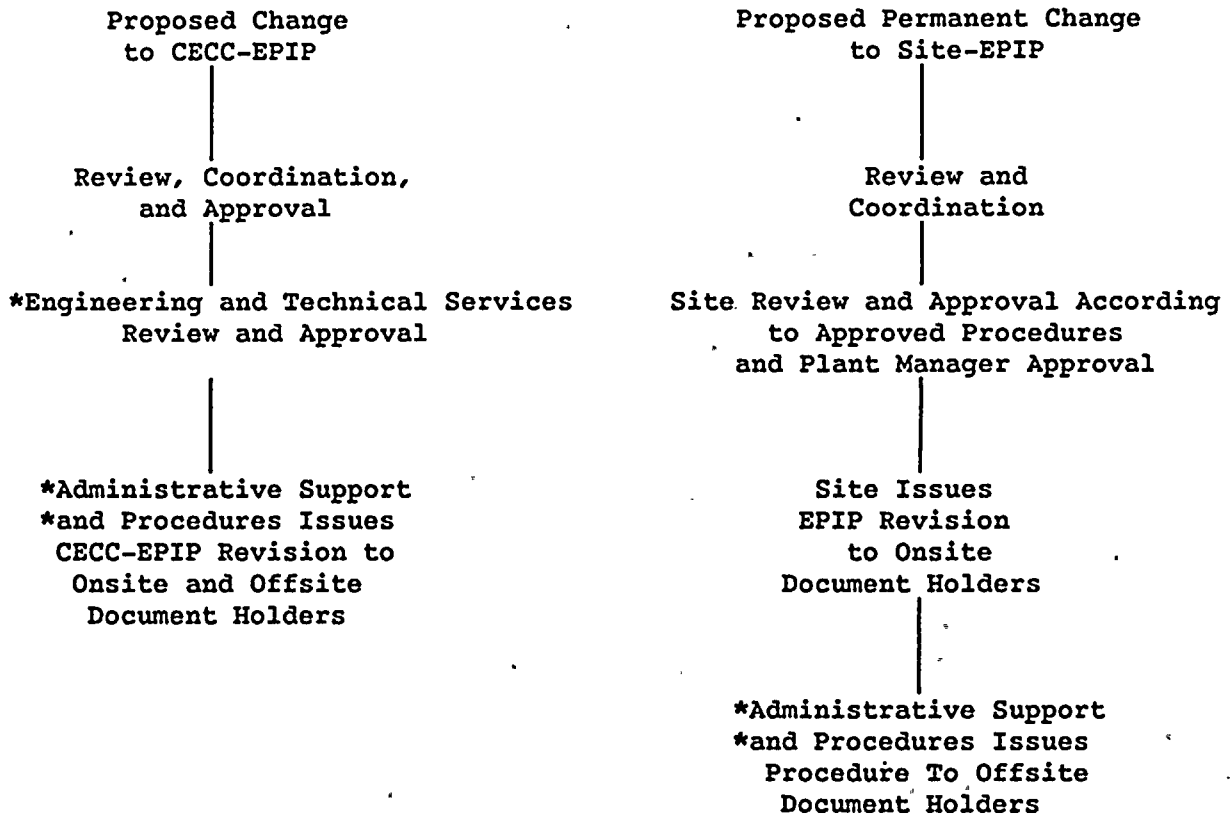 Proposed Change
to CECC-EPIP
Review, Coordination,
and Approval
*Engineering and Technical Services
Review and Approval
*Administrative Support
*and Procedures Issues
CECC-EPIP Revision to
Onsite and Offsite
Document Holders
Proposed Permanent Change
to Site-EPIP
Review and
Coordination
Site Review and Approval According
to Approved Procedures
and Plant Manager Approval
Site Issues
EPIP Revision
to Onsite
Document Holders
*Administrative Support
*and Procedures Issues
Procedure To Offsite
Document Holders